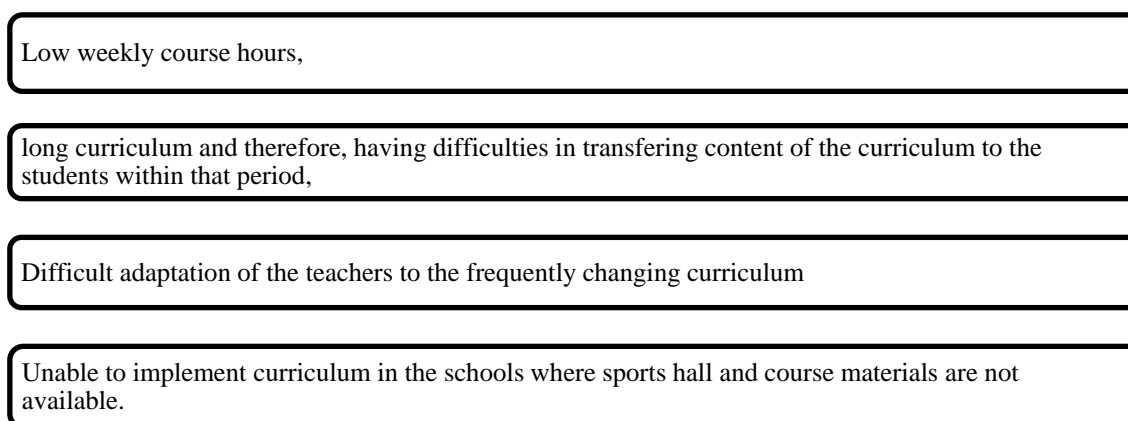 Low weekly course hours,
long curriculum and therefore, having difficulties in transfering content of the curriculum to the
students within that period,
Difficult adaptation of the teachers to the frequently changing curriculum
Unable to implement curriculum in the schools where sports hall and course materials are not
available.